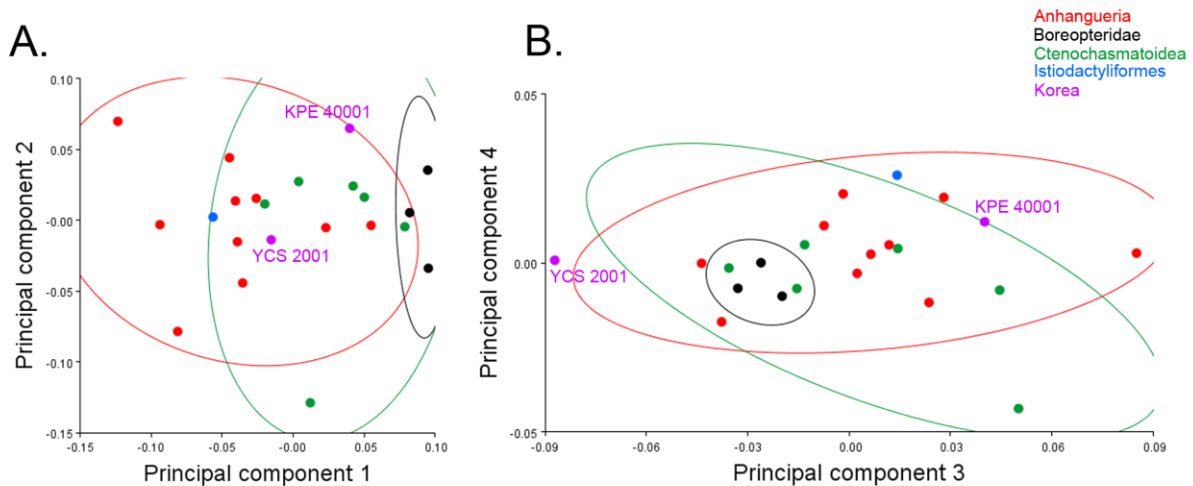 A.
B.
Anhangueria
Boreopteridae
Ctenochasmatoidea
Istiodactyliformes
Korea
0.10
0.05
-0.00
-0.05
-0.10
-0.15
Principal component 2
KPE 40001
YCS 2001
-0.15
-0.10
-0.05
-0.00
0.05
0.10
Principal component 1
0.05
0.00
-0.05
Principal component 4
KPE 40001
YCS 2001
-0.09
-0.06
-0.03
0.00
0.03
0.06
0.09
Principal component 3